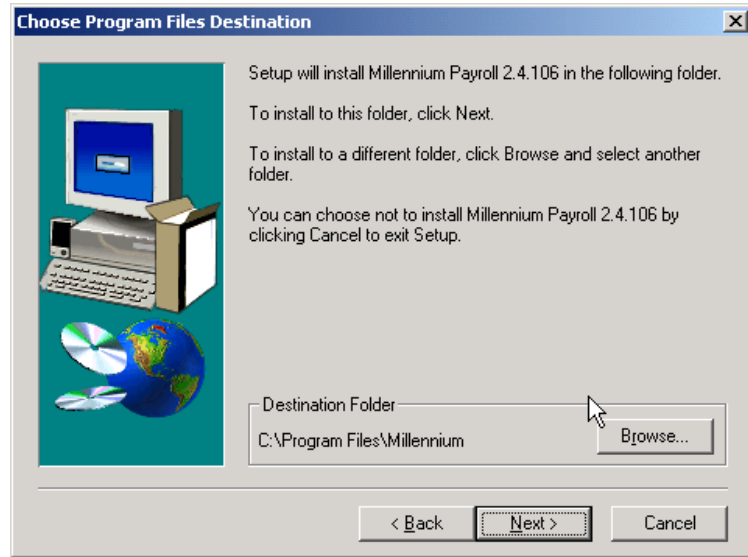 Choose Program Files Destination
Setup will install Millennium Payroll 2.4.106 in the following folder.
To install to this folder, click Next.
To install to a different folder, click Browse and select another
folder.
You can choose not to install Millennium Payroll 2.4.106 by
clicking Cancel to exit Setup.
Destination Folder
C:\Program Files\Millennium
Browse...
< Back
Next >
Cancel